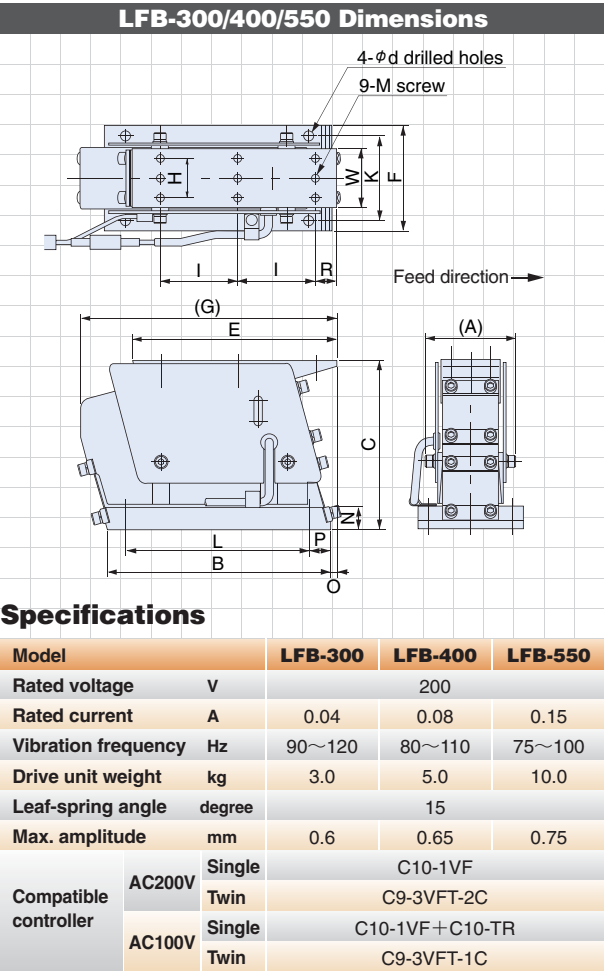 LFB-300/400/550 Dimensions
4-φd drilled holes
9-M screw
H
W
K
F
I
I
R
Feed direction
(G)
E
(A)
C
N
L
P
B
O
Specifications
Model LFB-300 LFB-400 LFB-550
Rated voltage V 200
Rated current A 0.04 0.08 0.15
Vibration frequency Hz 90～120 80～110 75～100
Drive unit weight kg 3.0 5.0 10.0
Leaf-spring angle degree 15
Max. amplitude mm 0.6 0.65 0.75
Compatible controller
AC200V Single C10-1VF
Twin C9-3VFT-2C
AC100V Single C10-1VF＋C10-TR
Twin C9-3VFT-1C